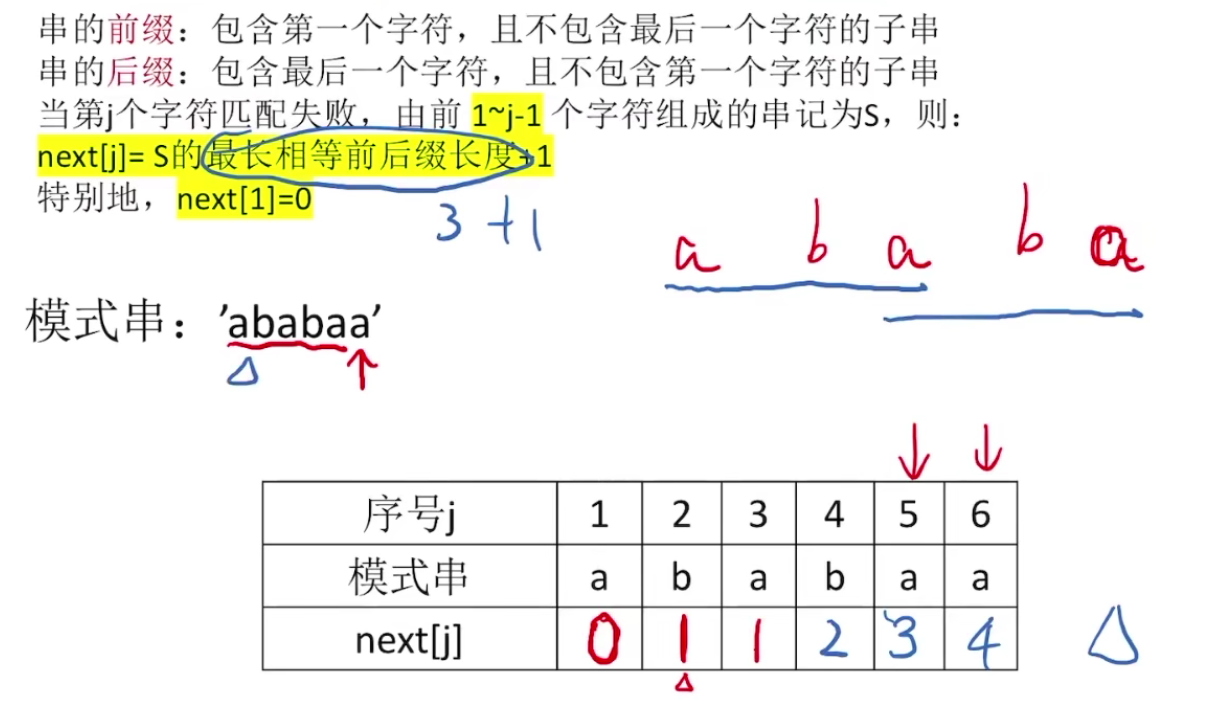 串的前缀：包含第一个字符，且不包含最后一个字符的子串
串的后缀：包含最后一个字符，且不包含第一个字符的子串
当第j个字符匹配失败，由前 1~j-1 个字符组成的串记为S，则：
next[j]= S的最长相等前后缀长度+1
特别地，next[1]=0
3 +1
a b a b a
模式串：’ababaa’
序号j 1 2 3 4 5 6
模式串 a b a b a a
next[j] 0 1 1 2 3 4